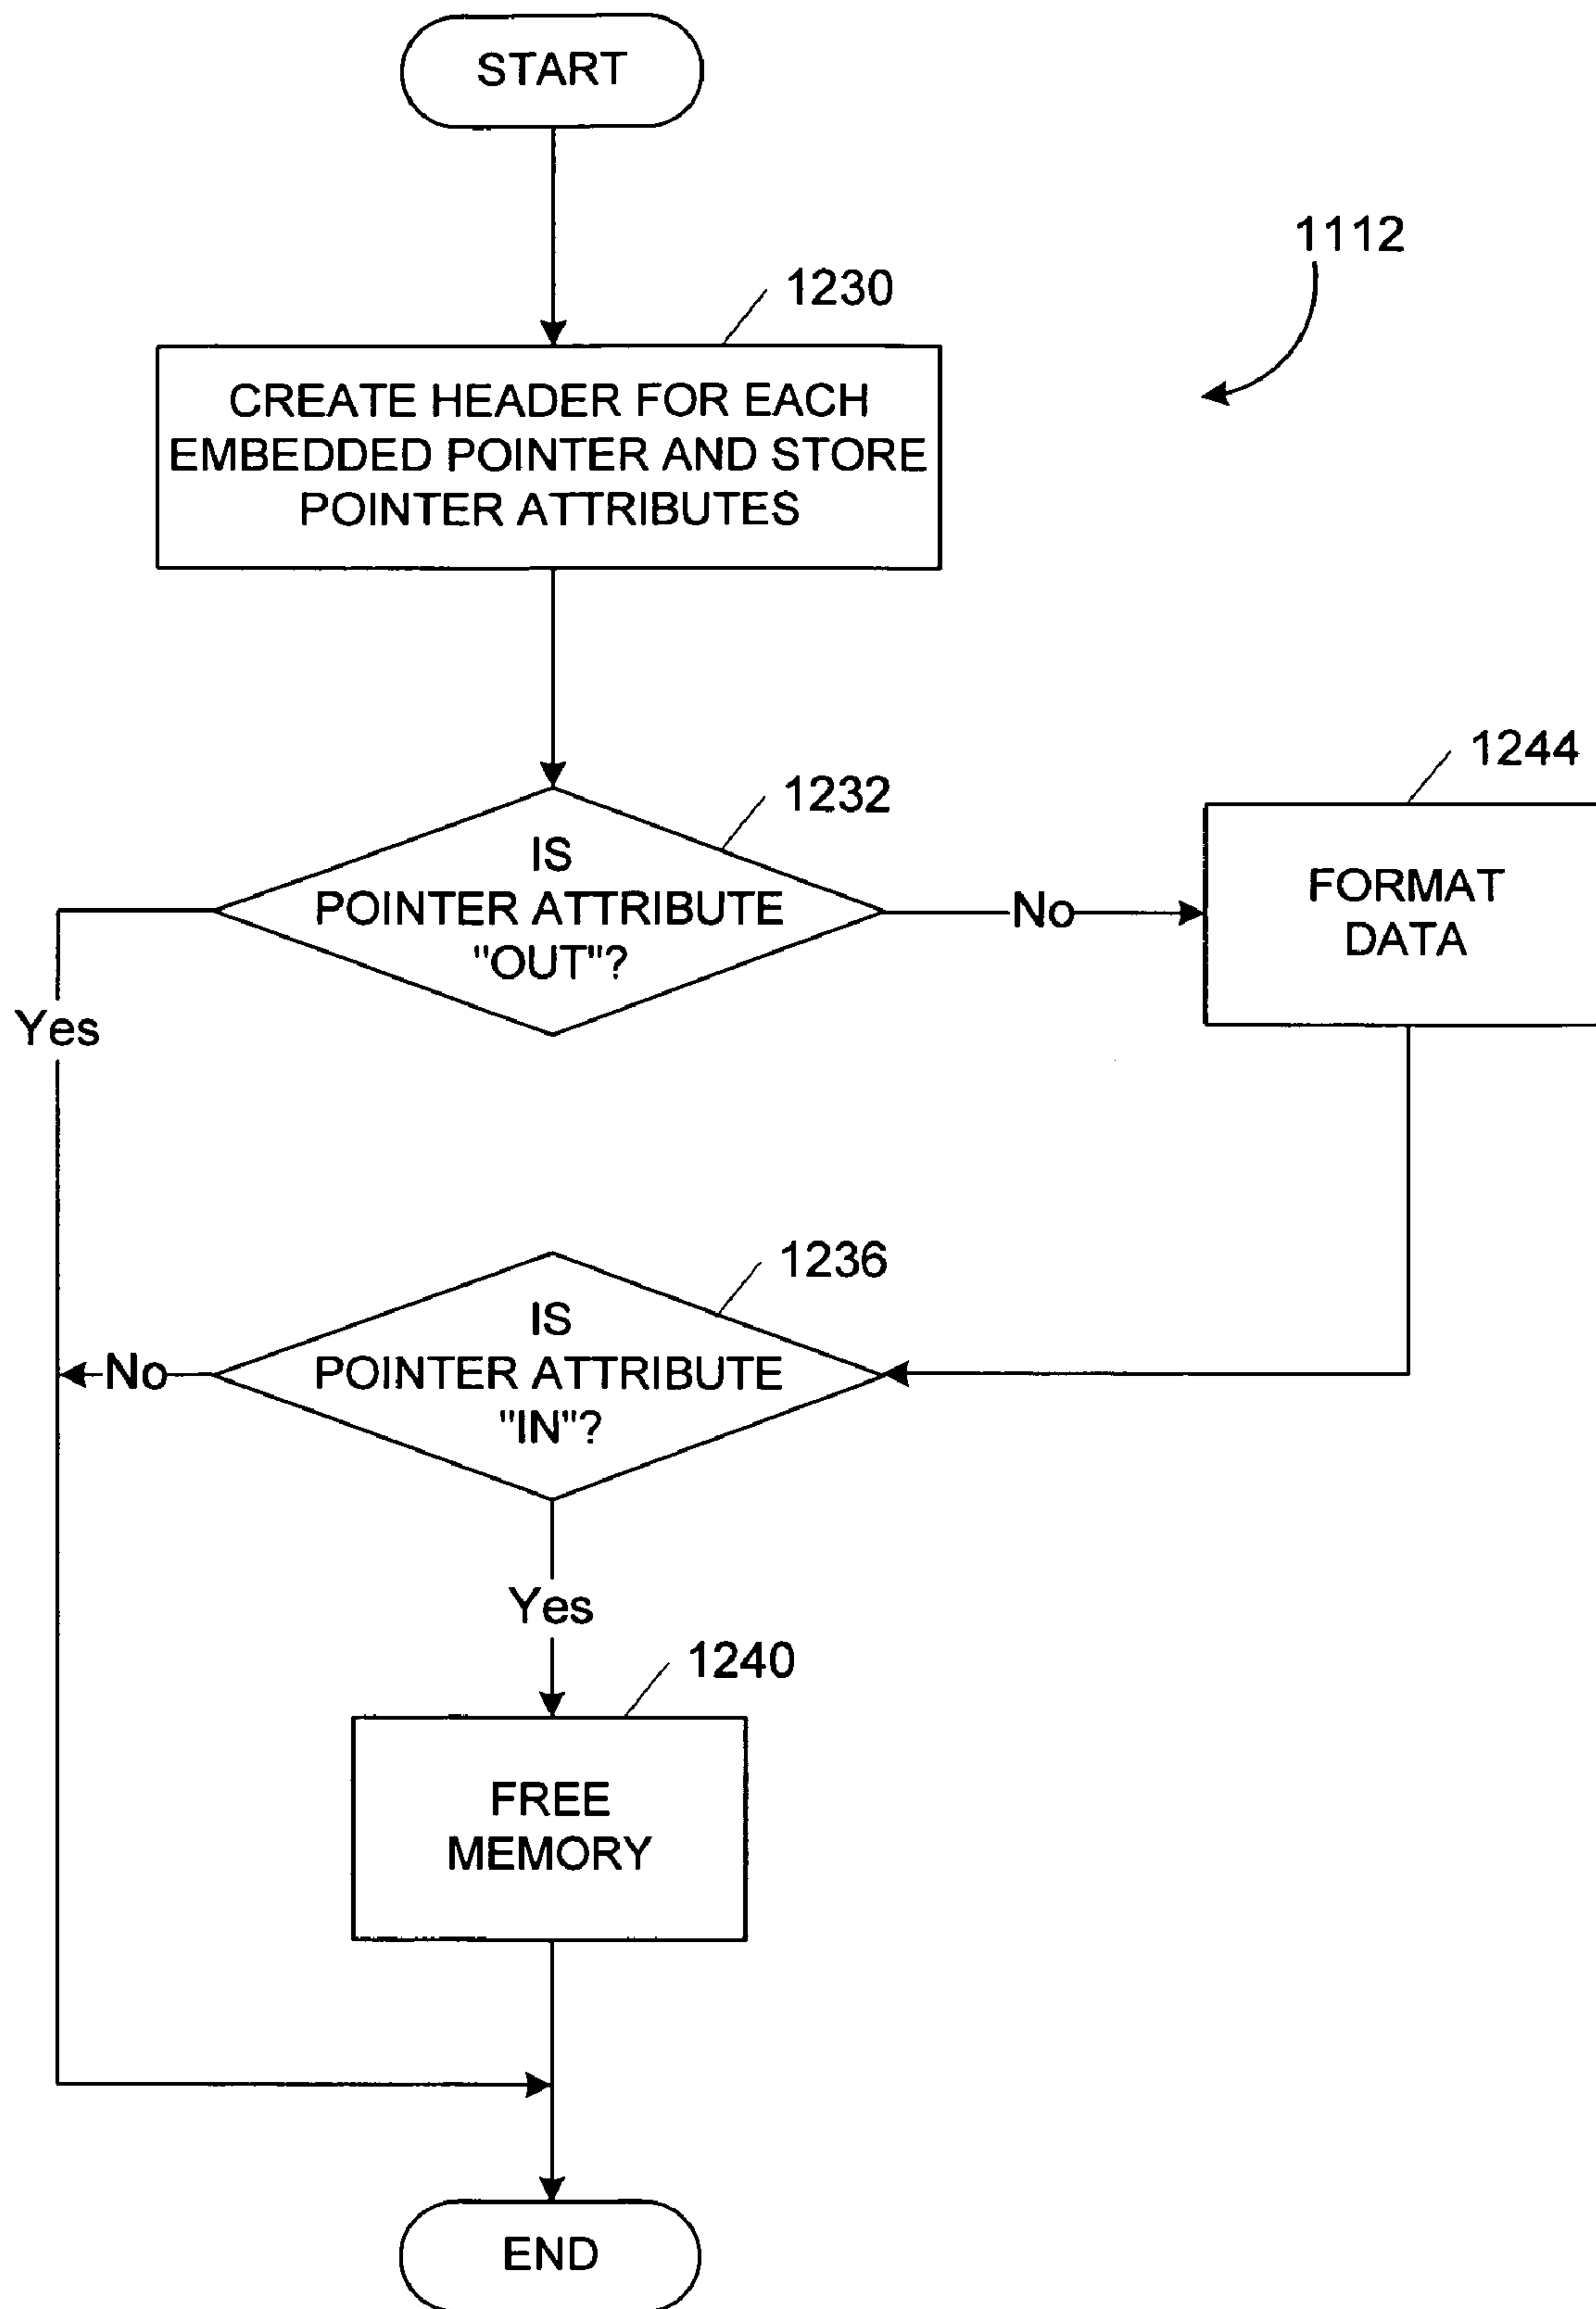 START
1112
1230
CREATE HEADER FOR EACH
EMBEDDED POINTER AND STORE
POINTER ATTRIBUTES
1232
IS
POINTER ATTRIBUTE
"OUT"?
No
1244
FORMAT
DATA
Yes
1236
IS
POINTER ATTRIBUTE
"IN"?
No
Yes
1240
FREE
MEMORY
END